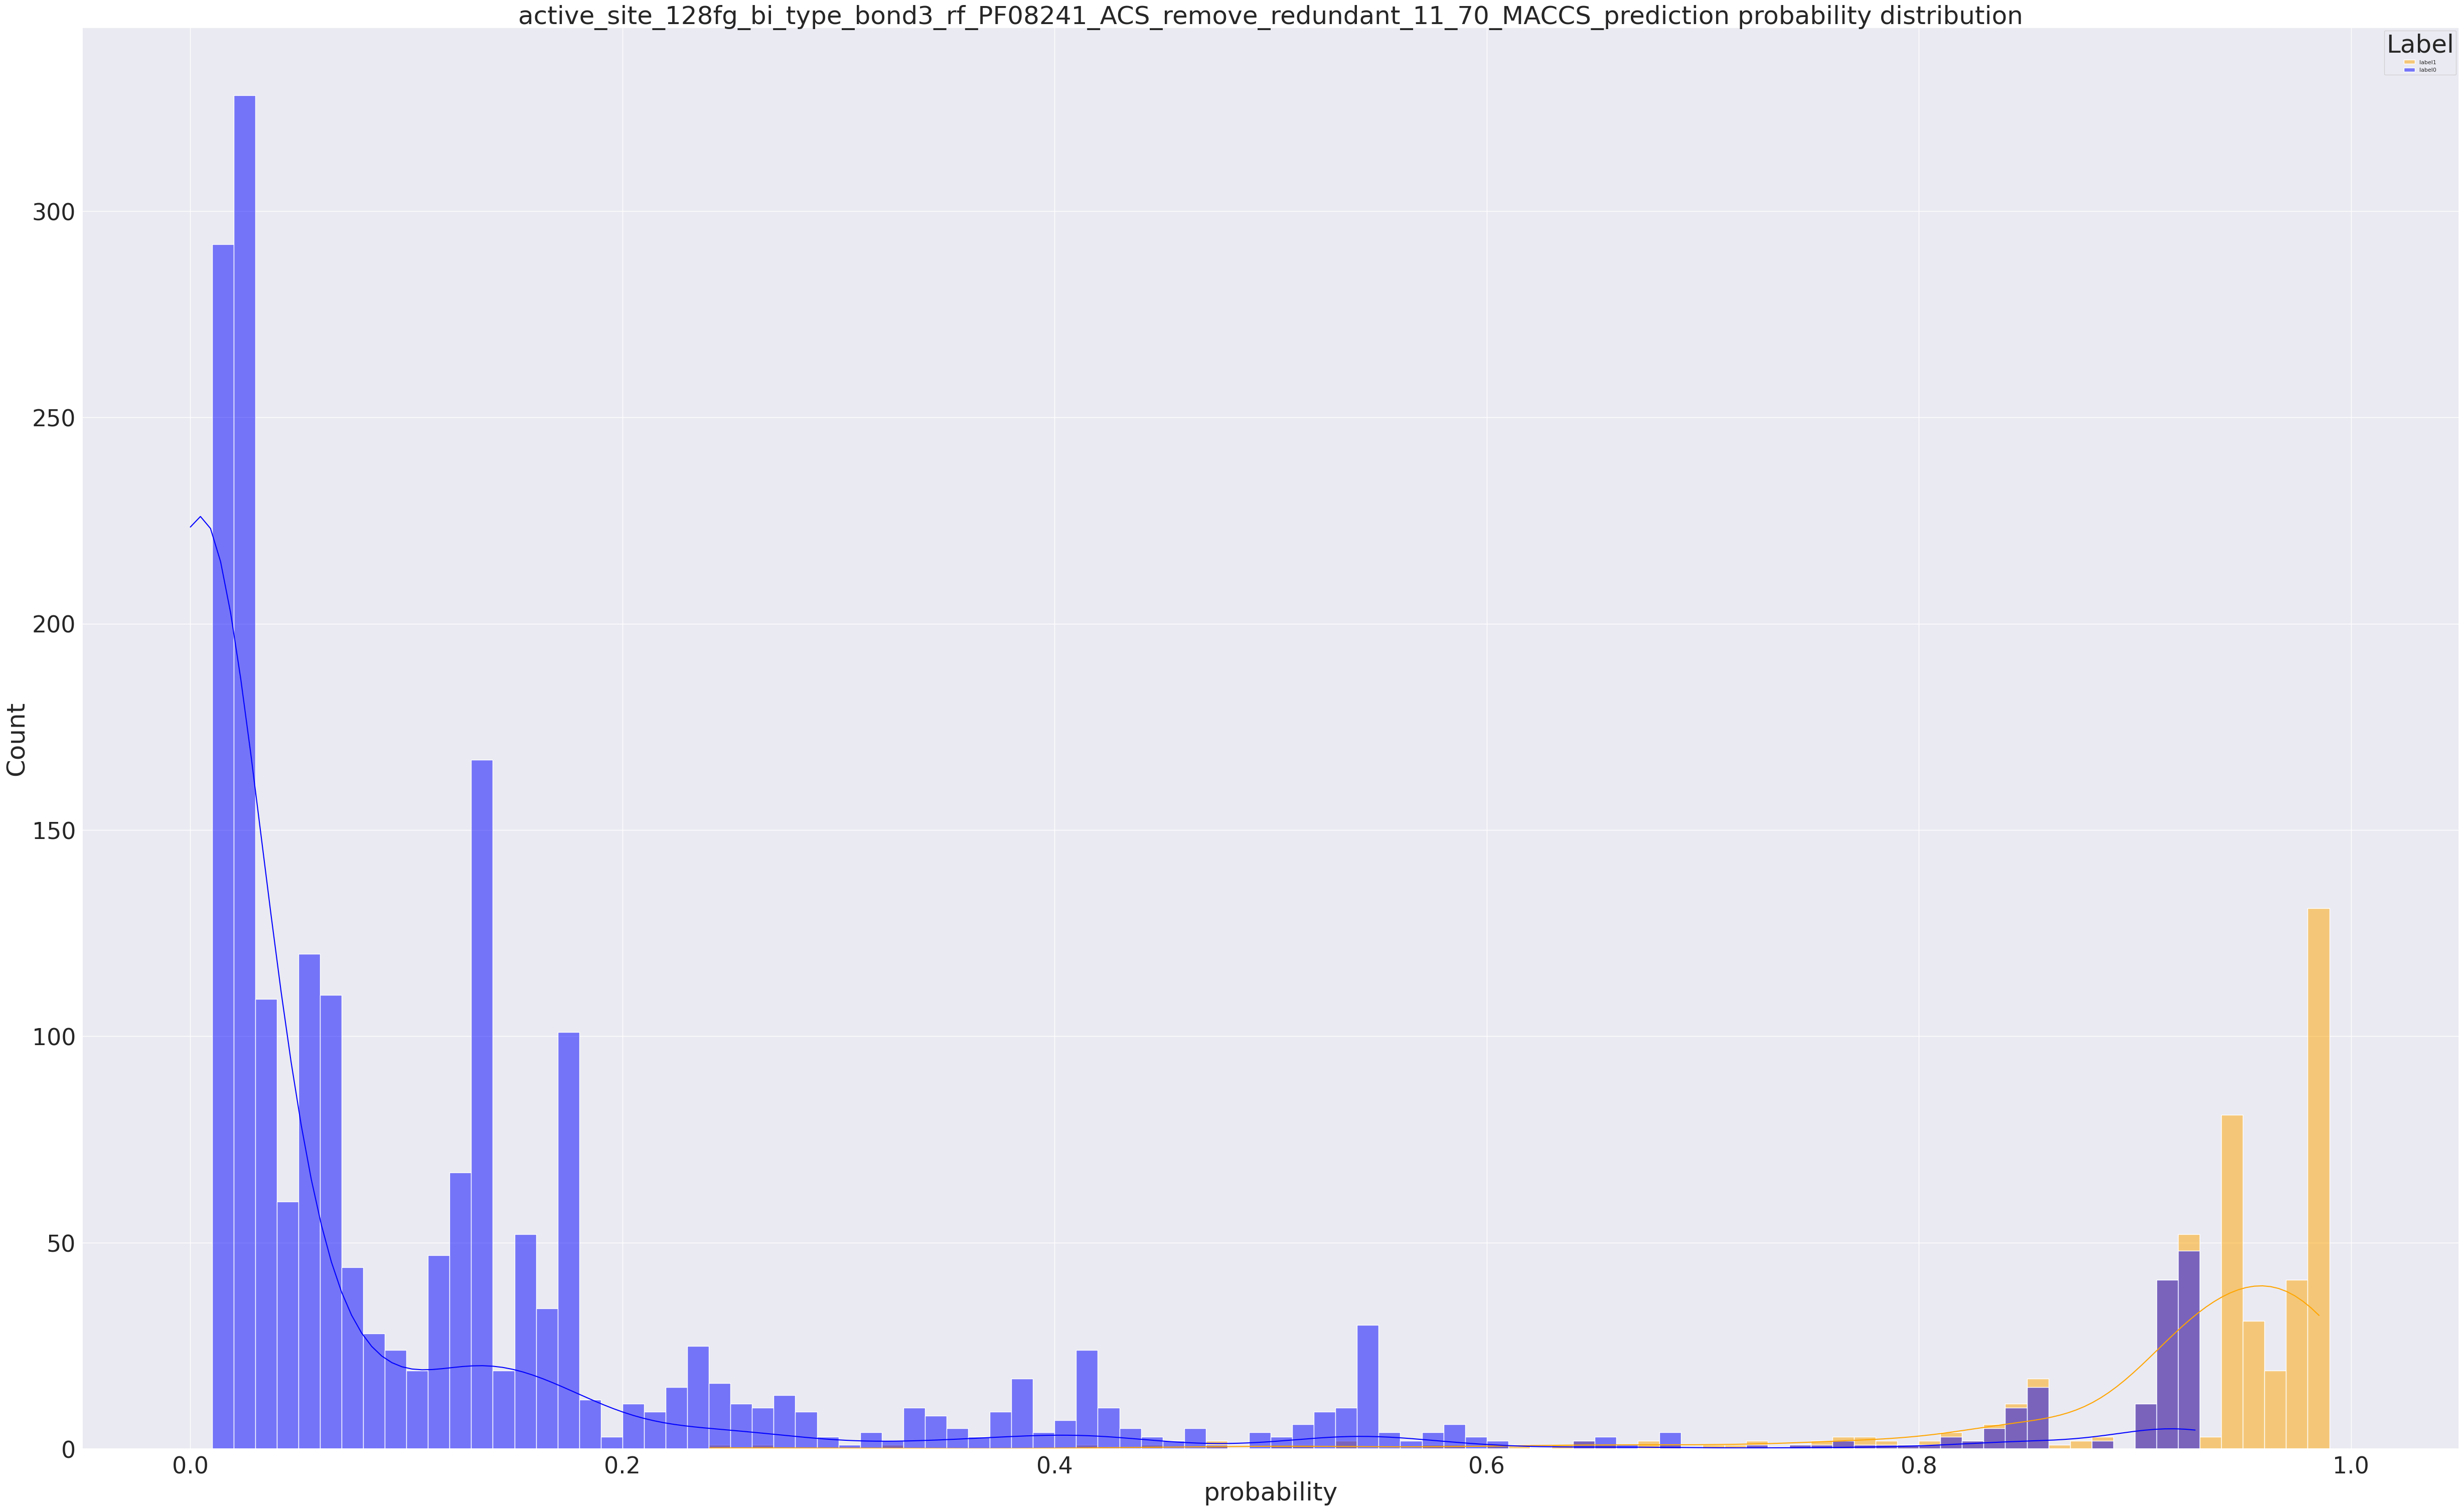 active_site_128fg_bi_type_bond3_rf_PF08241_ACS_remove_redundant_11_70_MACCS_prediction probability distribution
Label
label1
label0
300
250
200
150
100
50
0
Count
0.0 0.2 0.4 0.6 0.8 1.0
probability